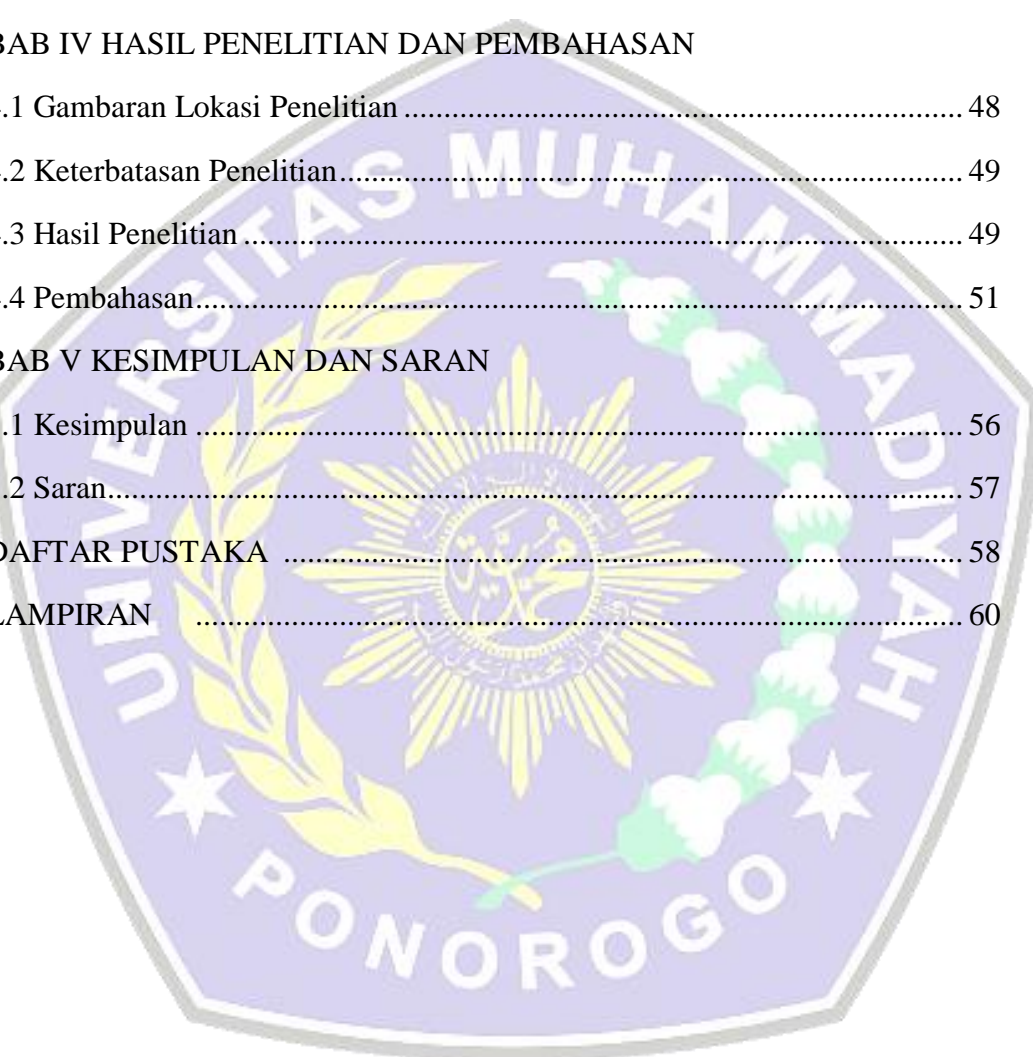 BAB IV HASIL PENELITIAN DAN PEMBAHASAN
.1 Gambaran Lokasi Penelitian ........................................................................ 48
.2 Keterbatasan Penelitian ................................................................................ 49
.3 Hasil Penelitian ............................................................................................ 49
.4 Pembahasan .................................................................................................. 51
BAB V KESIMPULAN DAN SARAN
.1 Kesimpulan .................................................................................................. 56
.2 Saran ............................................................................................................. 57
DAFTAR PUSTAKA ...................................................................................... 58
LAMPIRAN .................................................................................................... 60
UNIVERSITAS MUHAMMADIYAH
PONOROGO